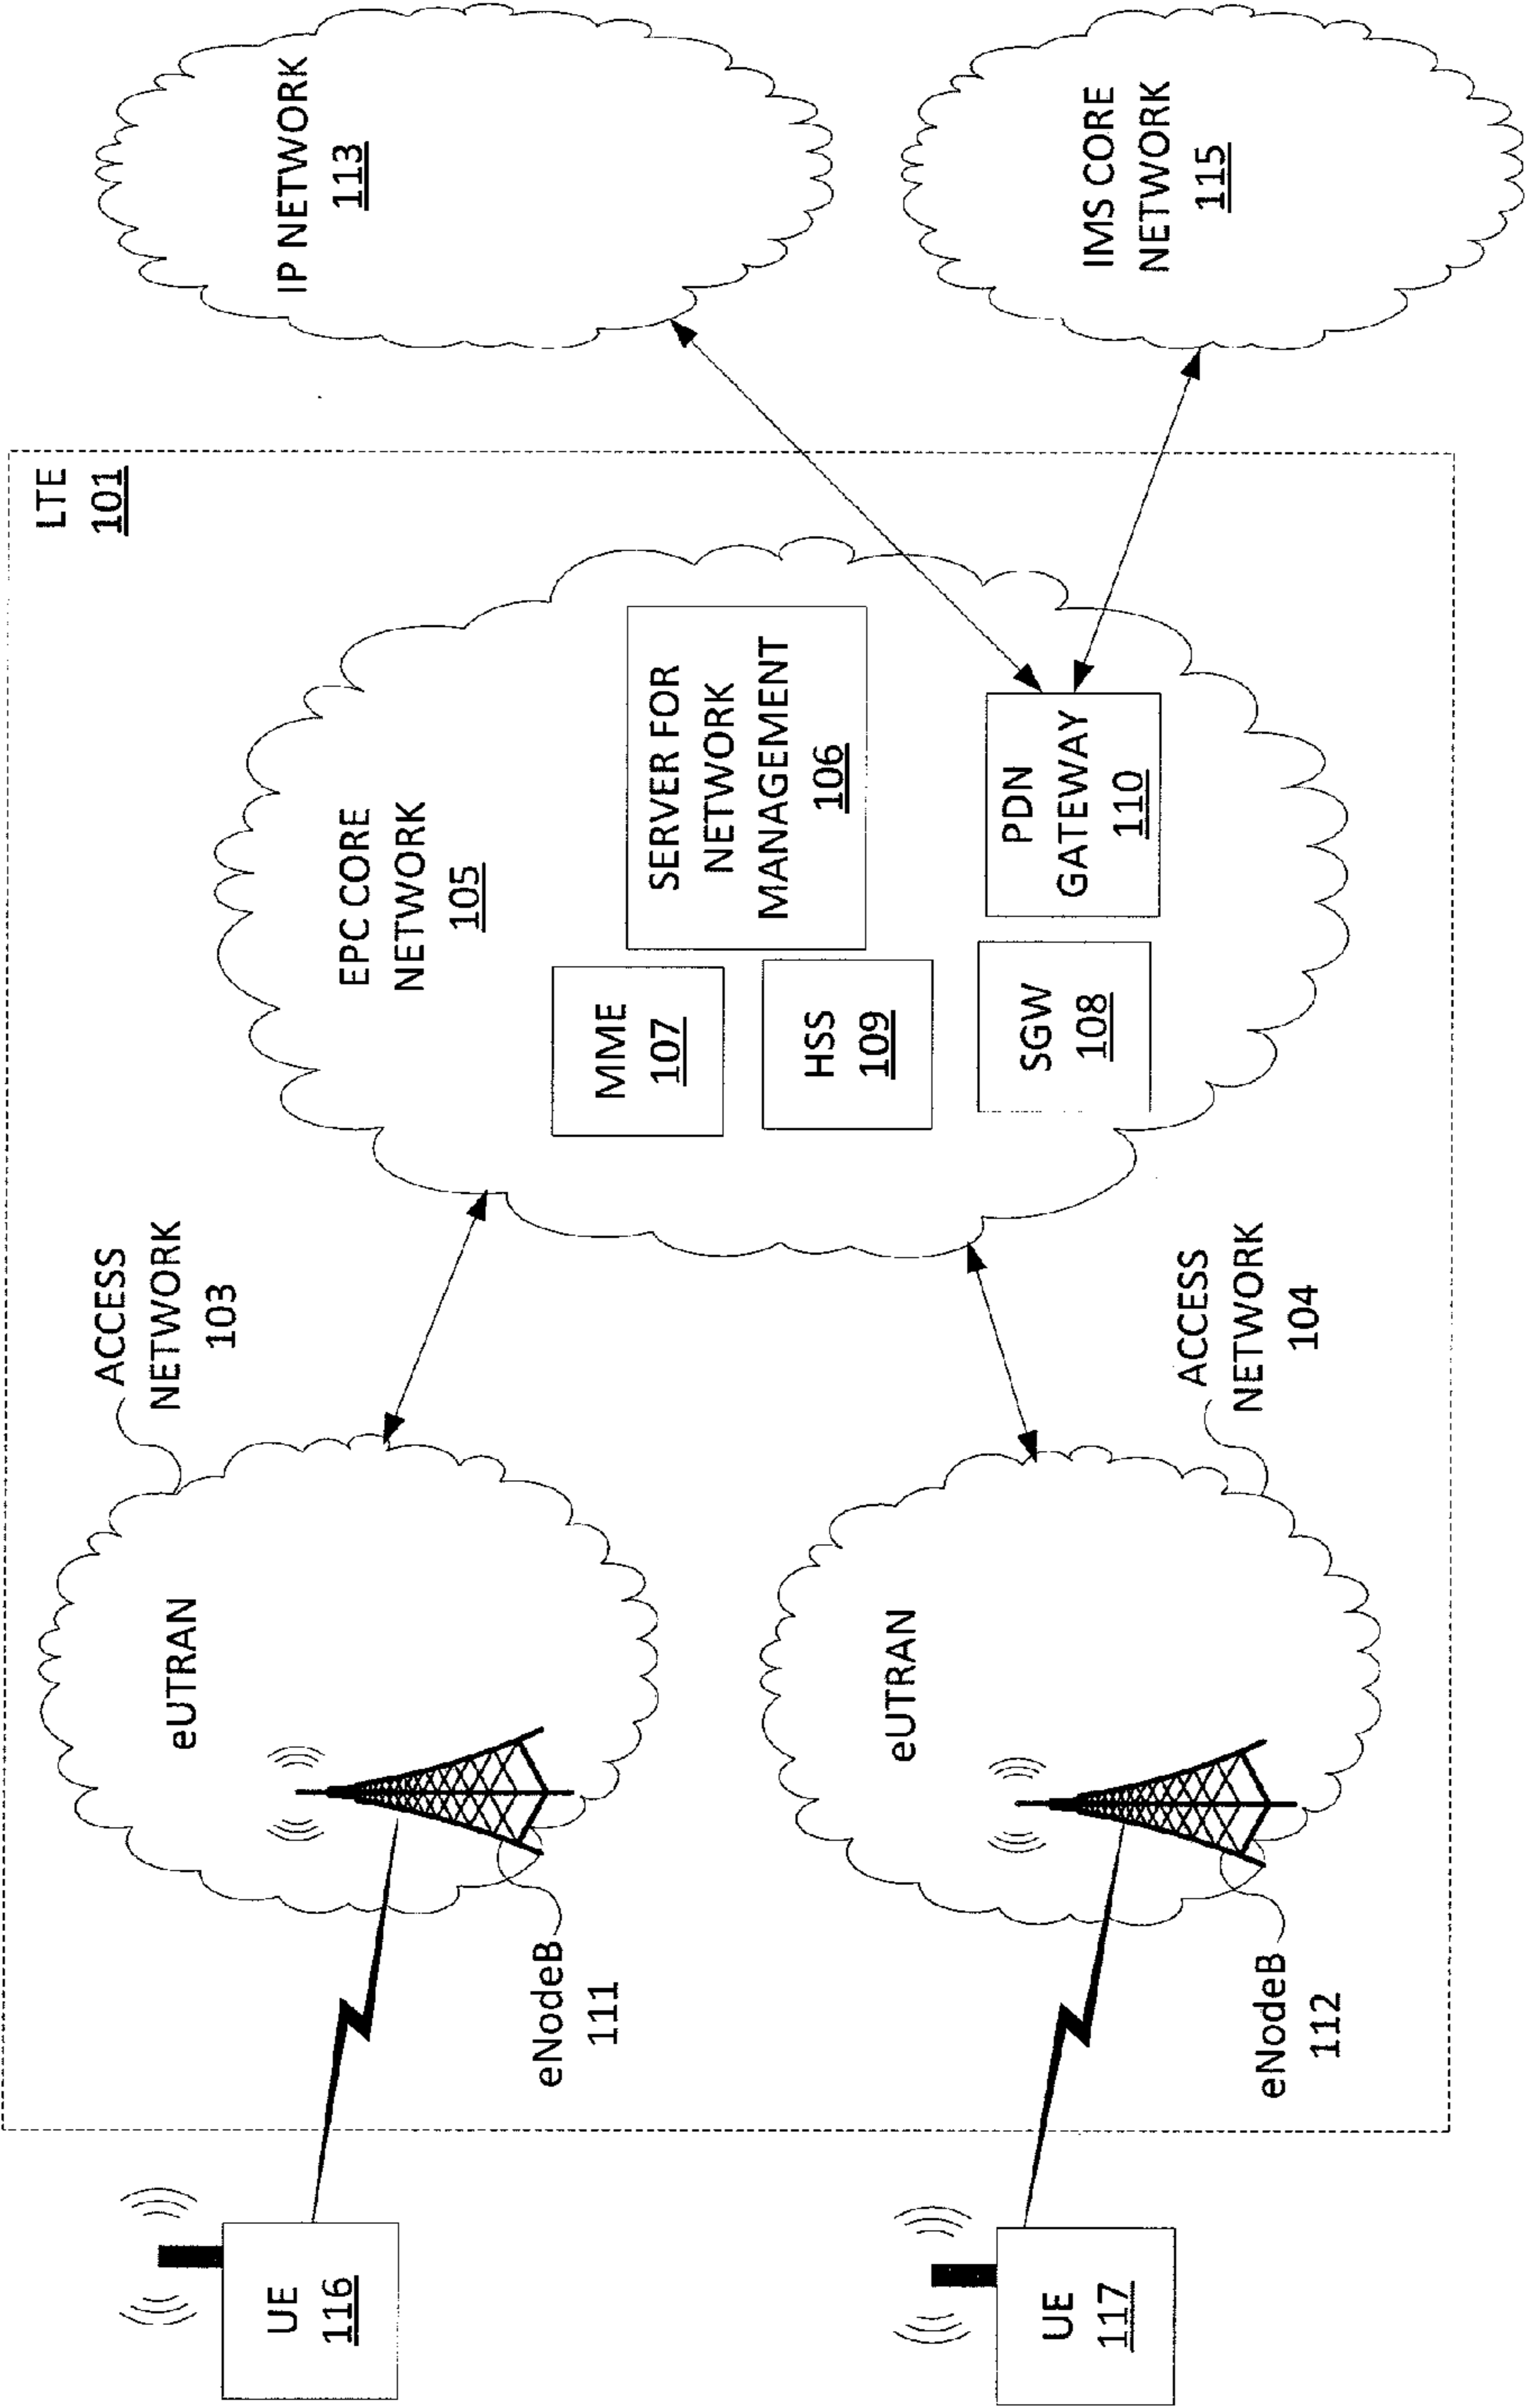 LTE
101
ACCESS
NETWORK
103
eUTRAN
eNodeB
111
UE
116
EPC CORE
NETWORK
105
MME
107
SERVER FOR
NETWORK
MANAGEMENT
106
HSS
109
SGW
108
PDN
GATEWAY
110
IP NETWORK
113
IMS CORE
NETWORK
115
ACCESS
NETWORK
104
eUTRAN
eNodeB
112
UE
117